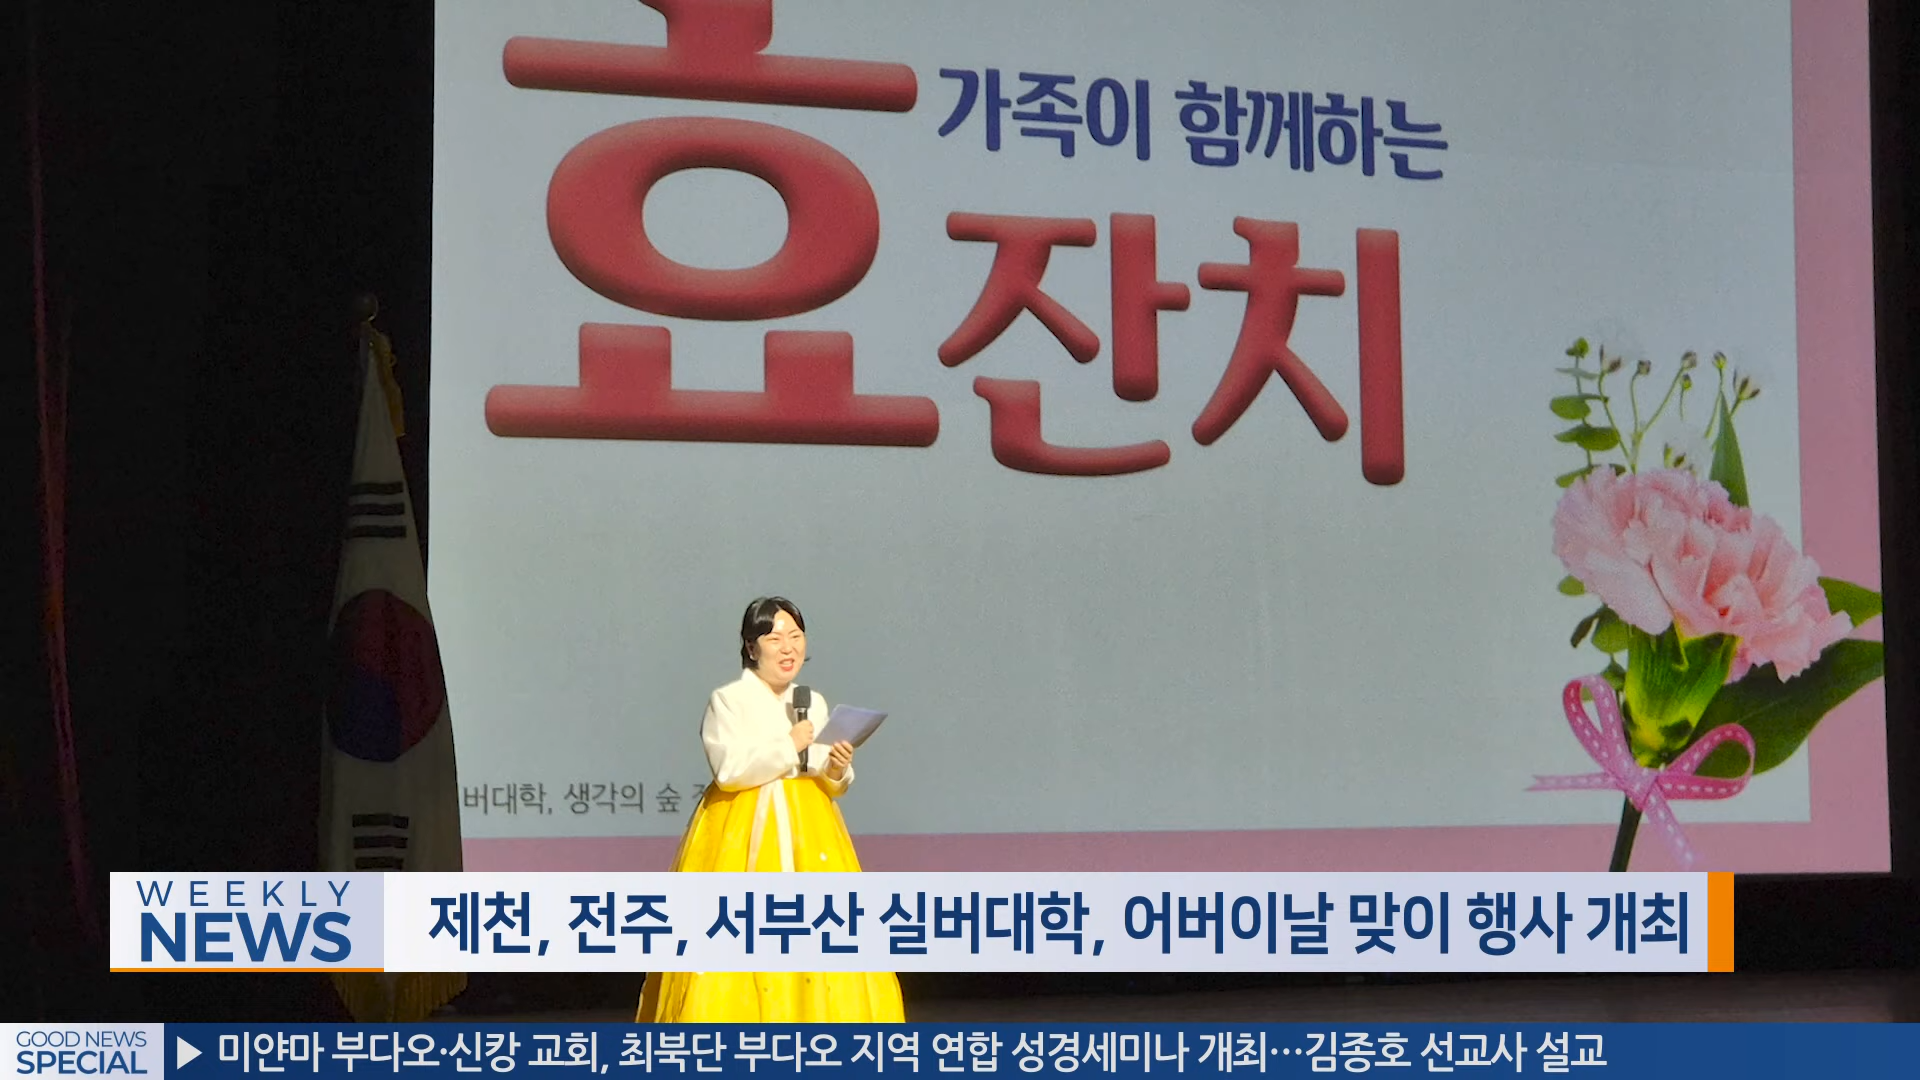 가족이 함께하는
효잔치
버대학, 생각의 숲
WEEKLY
NEWS
제천, 전주, 서부산 실버대학, 어버이날 맞이 행사 개최
GOOD NEWS
SPECIAL
▶ 미얀마 부다오·신캉 교회, 최북단 부다오 지역 연합 성경세미나 개최…김종호 선교사 설교